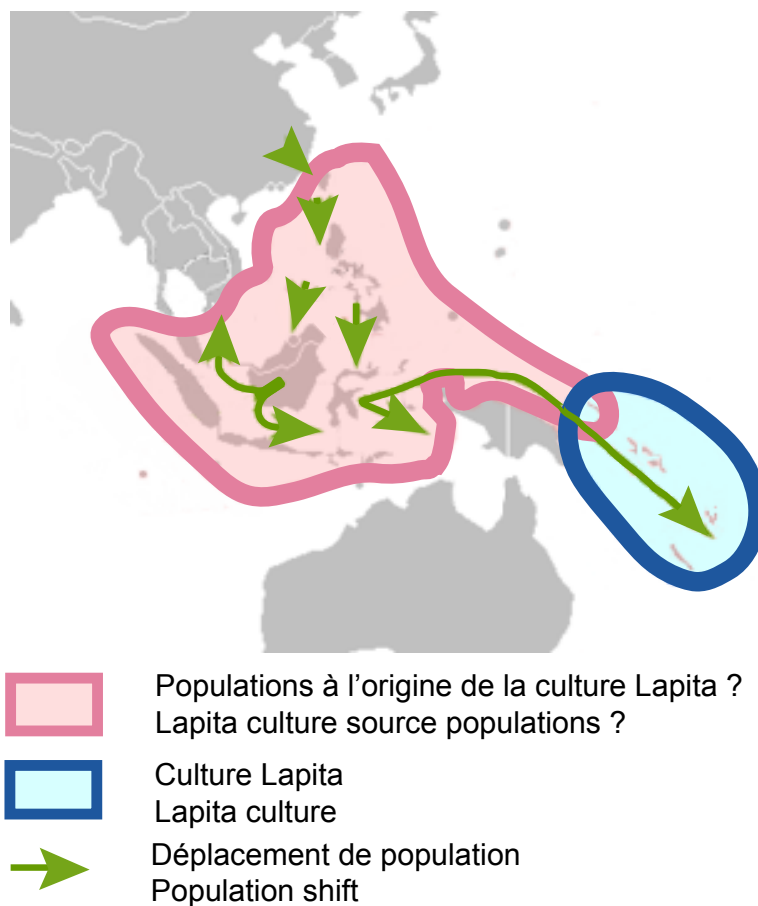 Populations à l’origine de la culture Lapita ?
Lapita culture source populations ?
Culture Lapita
Lapita culture
Déplacement de population
Population shift